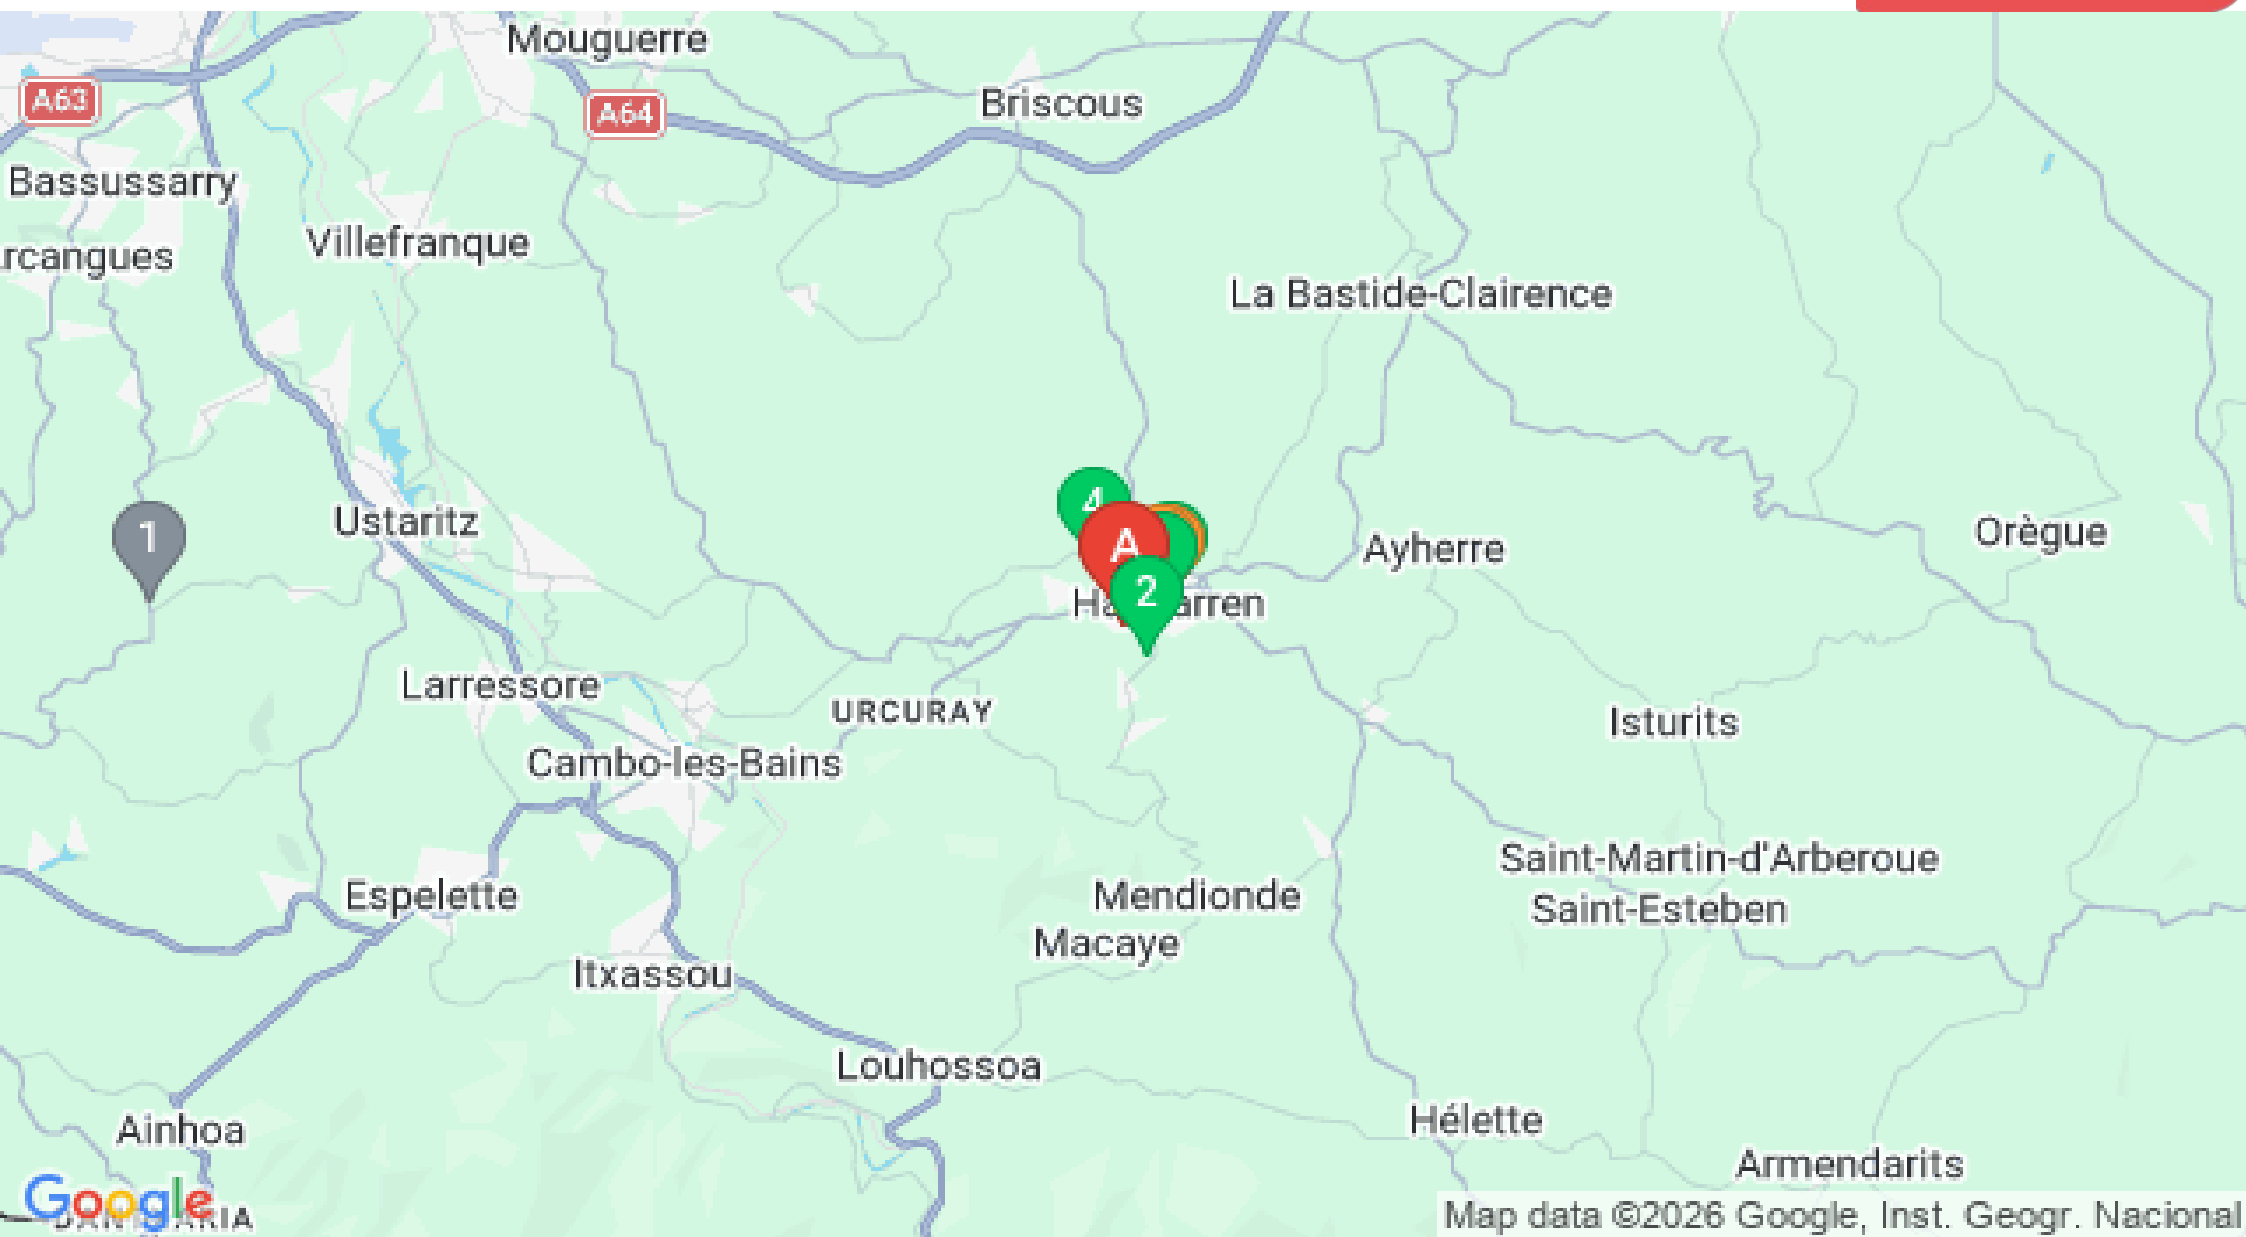 Mouguerre
A63
A64
Briscous
Bassussarry
Villefranque
rcangues
La Bastide-Clairence
4
1
A
Ustaritz
Ayherre
Orègue
2
Larressore
URCURAY
Isturits
Cambo-les-Bains
Saint-Martin-d'Arberoue
Espelette
Mendionde
Saint-Esteben
Macaye
Itxassou
Louhossoa
Hélette
Ainhoa
Armendarits
Google
Map data ©2026 Google, Inst. Geogr. Nacional